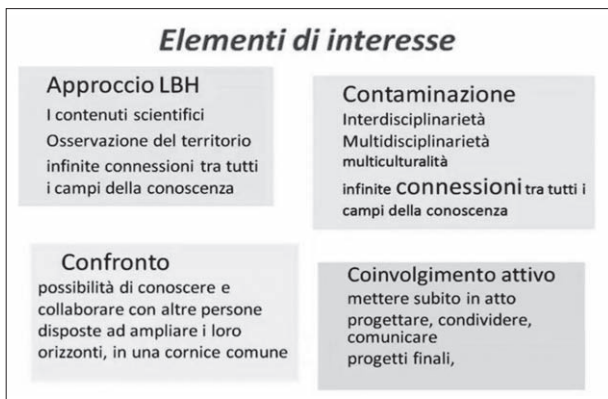 Elementi di interesse
Approccio LBH
I contenuti scientifici
Osservazione del territorio
infinite connessioni tra tutti
i campi della conoscenza
Contaminazione
Interdisciplinarietà
Multidisciplinarietà
multiculturalità
infinite connessioni tra tutti i
campi della conoscenza
Confronto
possibilità di conoscere e
collaborare con altre persone
disposte ad ampliare i loro
orizzonti, in una cornice comune
Coinvolgimento attivo
mettere subito in atto
progettare, condividere,
comunicare
progetti finali,